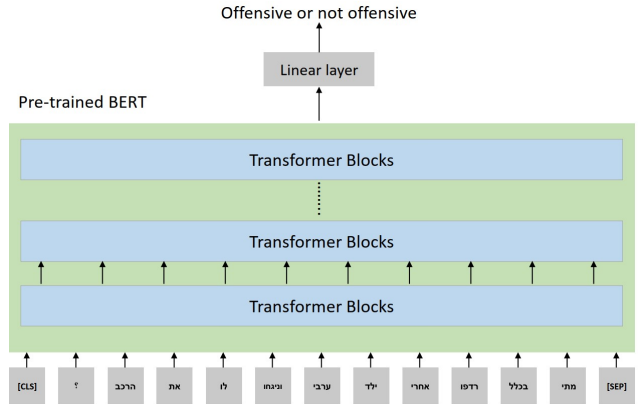 Offensive or not offensive
Linear layer
Pre-trained BERT
Transformer Blocks
Transformer Blocks
Transformer Blocks
[SEP] מתי בכלל רדפו אחרי ילד ערבי וניגחו לו את הרכב ؟ [CLS]